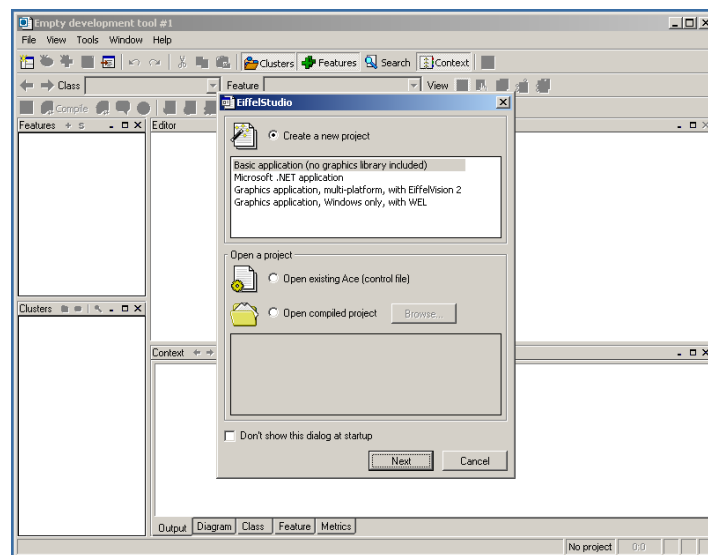 Empty development tool #1
File View Tools Window Help
Clusters Features Search Context
Class Feature View
Compile
Features
Editor
EiffelStudio
Create a new project
Basic application (no graphics library included)
Microsoft .NET application
Graphics application, multi-platform, with EiffelVision 2
Graphics application, Windows only, with WEL
Open a project
Open existing Ace (control file)
Open compiled project Browse...
Clusters
Context
Don't show this dialog at startup
Next Cancel
Output Diagram Class Feature Metrics
No project 0:0